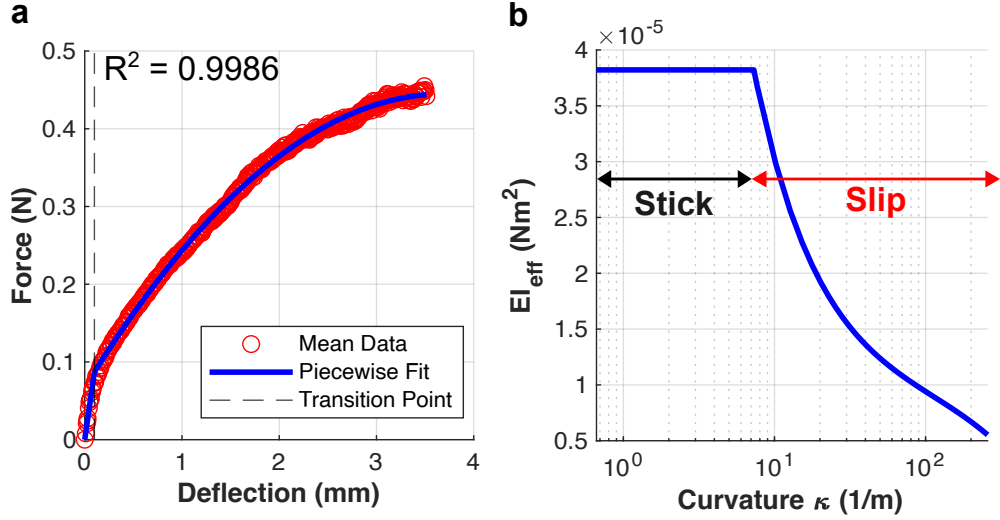 a
R² = 0.9986
Force (N)
0.5
0.4
0.3
0.2
0.1
0
0 1 2 3 4
Deflection (mm)
Mean Data
Piecewise Fit
Transition Point
b
× 10⁻⁵
EI_eff (Nm²)
4
3.5
3
2.5
2
1.5
1
0.5
Stick
Slip
10⁰ 10¹ 10²
Curvature κ (1/m)